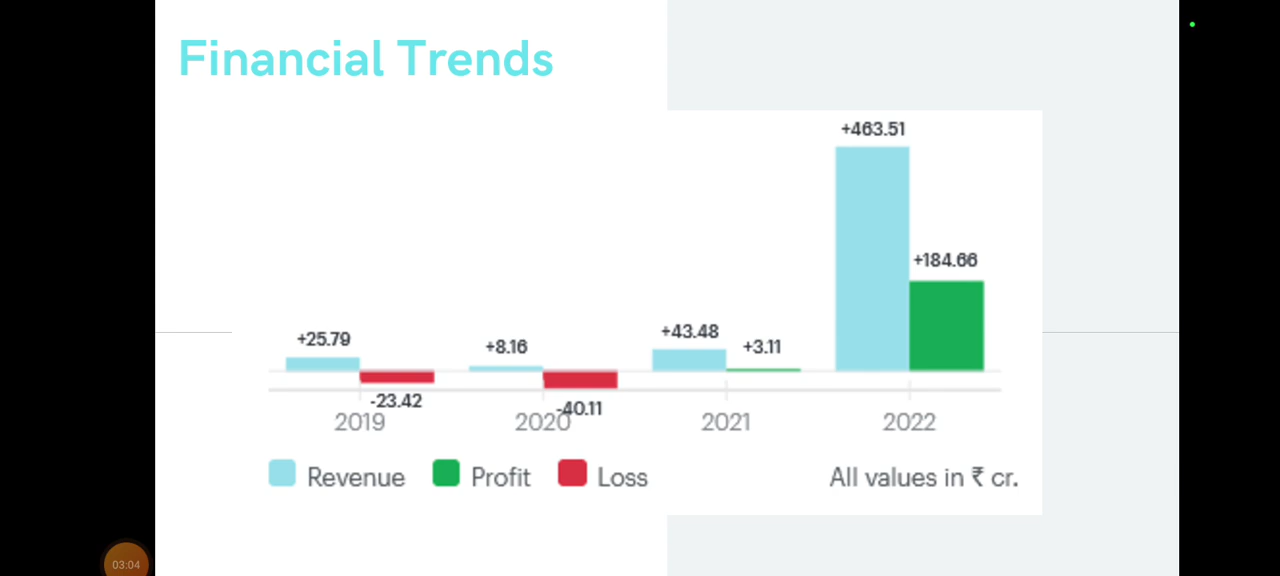 Financial Trends
+463.51
+184.66
+25.79
+8.16
+43.48
+3.11
-23.42
-40.11
2019
2020
2021
2022
Revenue
Profit
Loss
All values in ₹ cr.
03:04